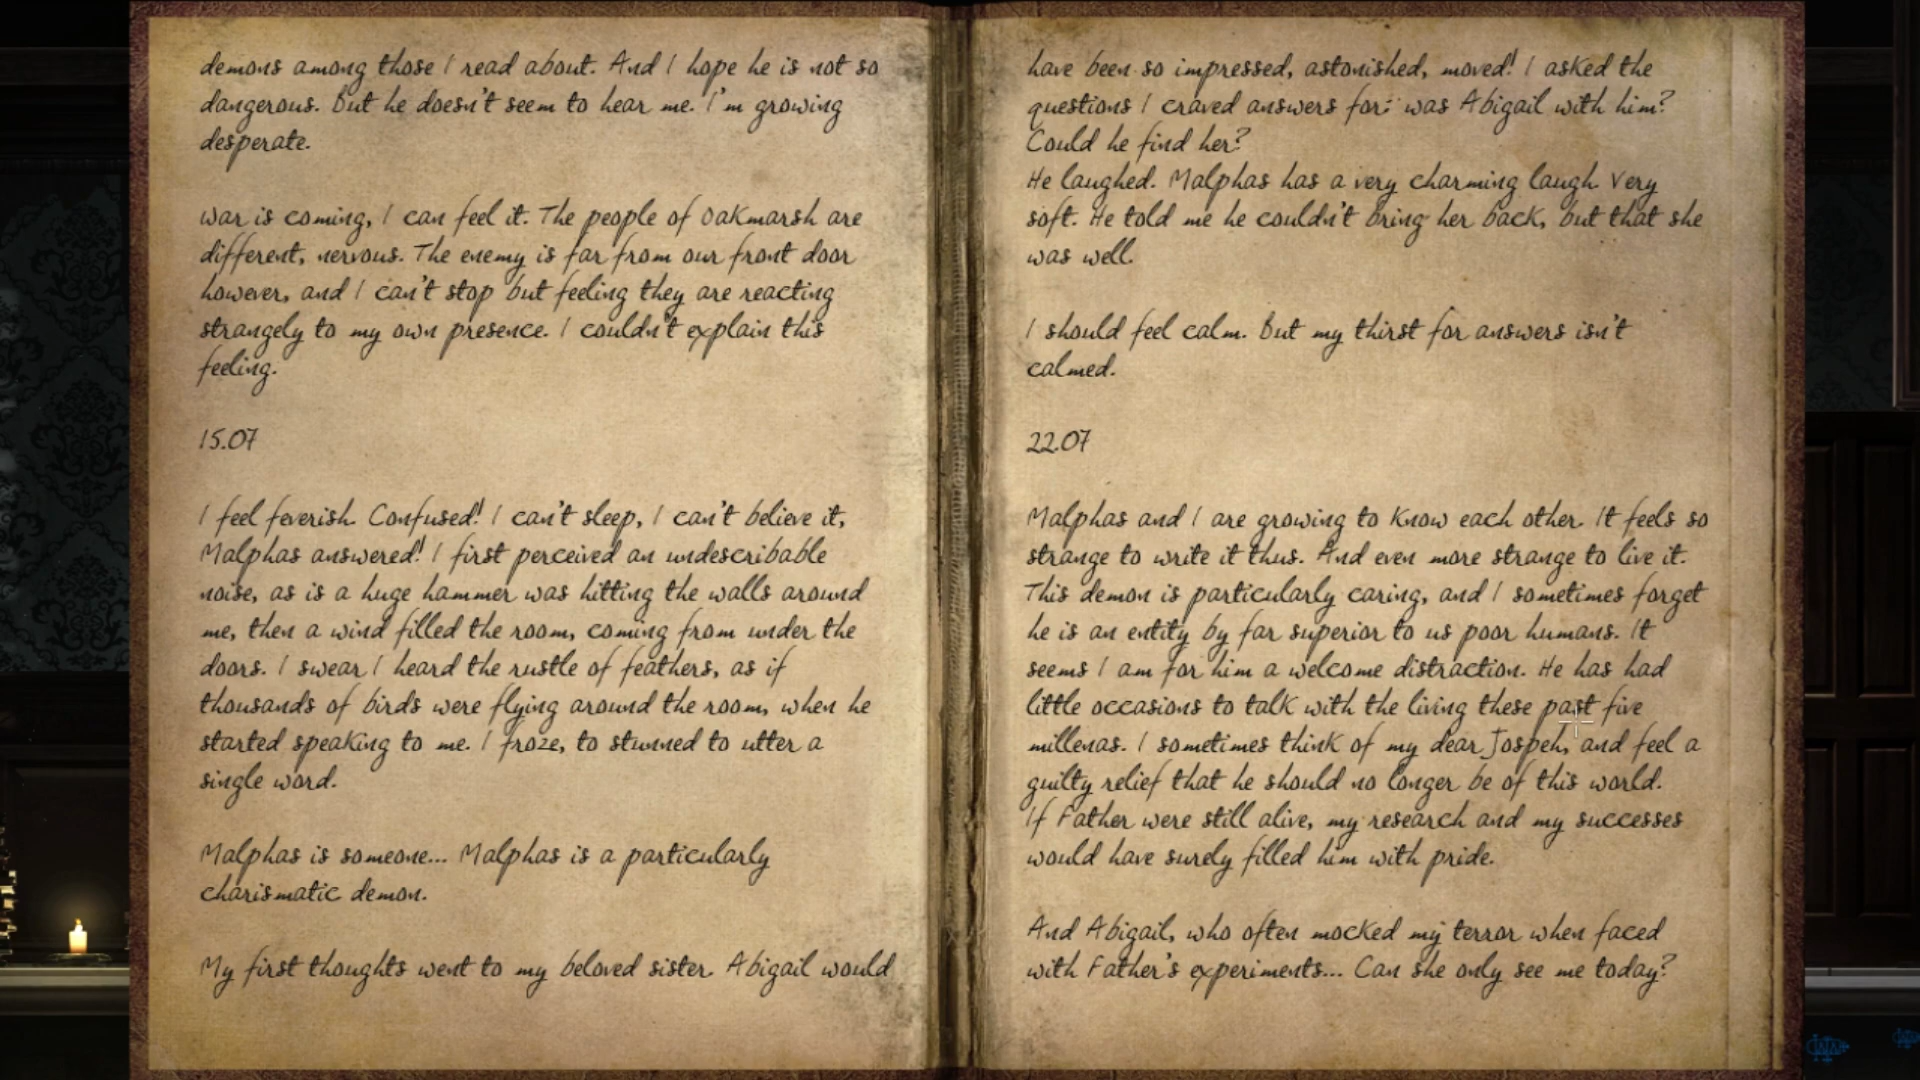 demons among those I read about. And I hope he is not so
dangerous. But he doesn't seem to hear me. I'm growing
desperate.
War is coming, I can feel it. The people of Oakmarsh are
different, nervous. The enemy is far from our front door
however, and I can't stop but feeling they are reacting
strangely to my own presence. I couldn't explain this
feeling.
15.07
I feel feverish. Confused! I can't sleep, I can't believe it,
Malphas answered! I first perceived an undescribable
noise, as is a huge hammer was hitting the walls around
me, then a wind filled the room, coming from under the
doors. I swear I heard the rustle of feathers, as if
thousands of birds were flying around the room, when he
started speaking to me. I froze, to stunned to utter a
single word.
Malphas is someone... Malphas is a particularly
charismatic demon.
My first thoughts went to my beloved sister. Abigail would
have been so impressed, astonished, moved! I asked the
questions I craved answers for: was Abigail with him?
Could he find her?
He laughed. Malphas has a very charming laugh. Very
soft. He told me he couldn't bring her back, but that she
was well.
I should feel calm. But my thirst for answers isn't
calmed.
22.07
Malphas and I are growing to know each other. It feels so
strange to write it thus. And even more strange to live it.
This demon is particularly caring, and I sometimes forget
he is an entity by far superior to us poor humans. It
seems I am for him a welcome distraction. He has had
little occasions to talk with the living these past five
millenas. I sometimes think of my dear Jospeh, and feel a
guilty relief that he should no longer be of this world.
If Father were still alive, my research and my successes
would have surely filled him with pride.
And Abigail, who often mocked my terror when faced
with Father's experiments... Can she only see me today?